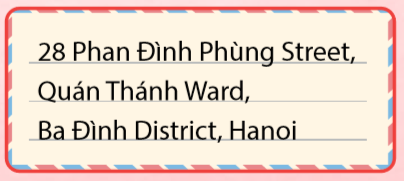 28 Phan Đình Phùng Street,
Quán Thánh Ward,
Ba Đình District, Hanoi